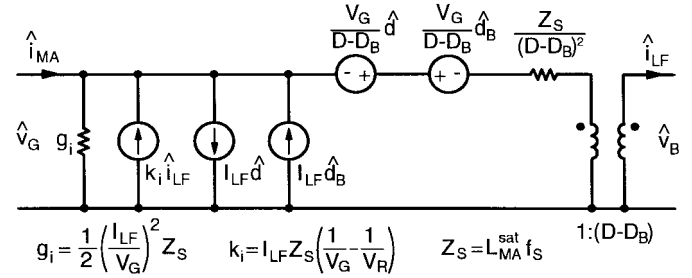 î_MA
V_G/(D-D_B) d̂
V_G/(D-D_B) d̂_B
Z_S/(D-D_B)²
î_LF
- +
+ -
v̂_G
g_i
k_i î_LF
I_LF d̂
I_LF d̂_B
v̂_B
1:(D-D_B)
g_i = 1/2 (I_LF/V_G)² Z_S
k_i = I_LF Z_S (1/V_G - 1/V_R)
Z_S = L_MA^sat f_S